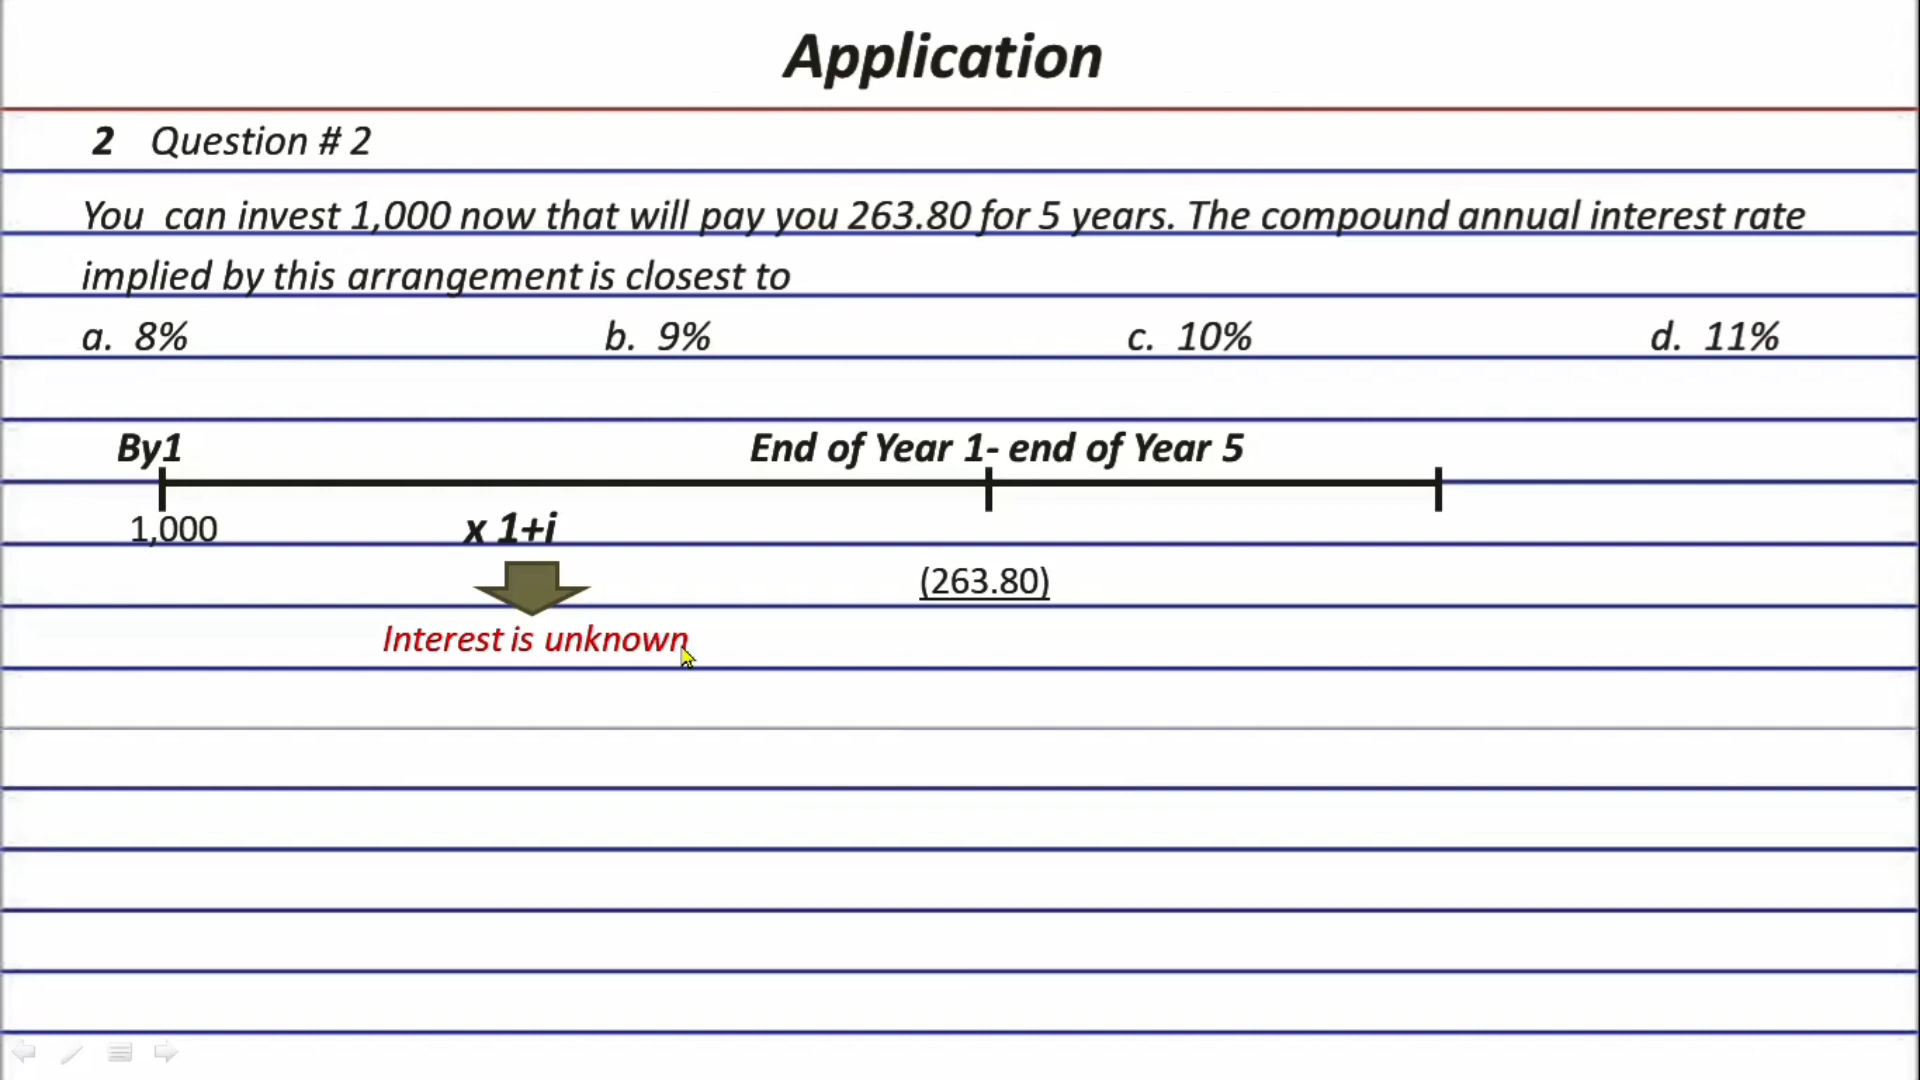 Application
2 Question # 2
You can invest 1,000 now that will pay you 263.80 for 5 years. The compound annual interest rate
implied by this arrangement is closest to
a. 8% b. 9% c. 10% d. 11%
By1 End of Year 1- end of Year 5
1,000 x 1+i
(263.80)
Interest is unknown